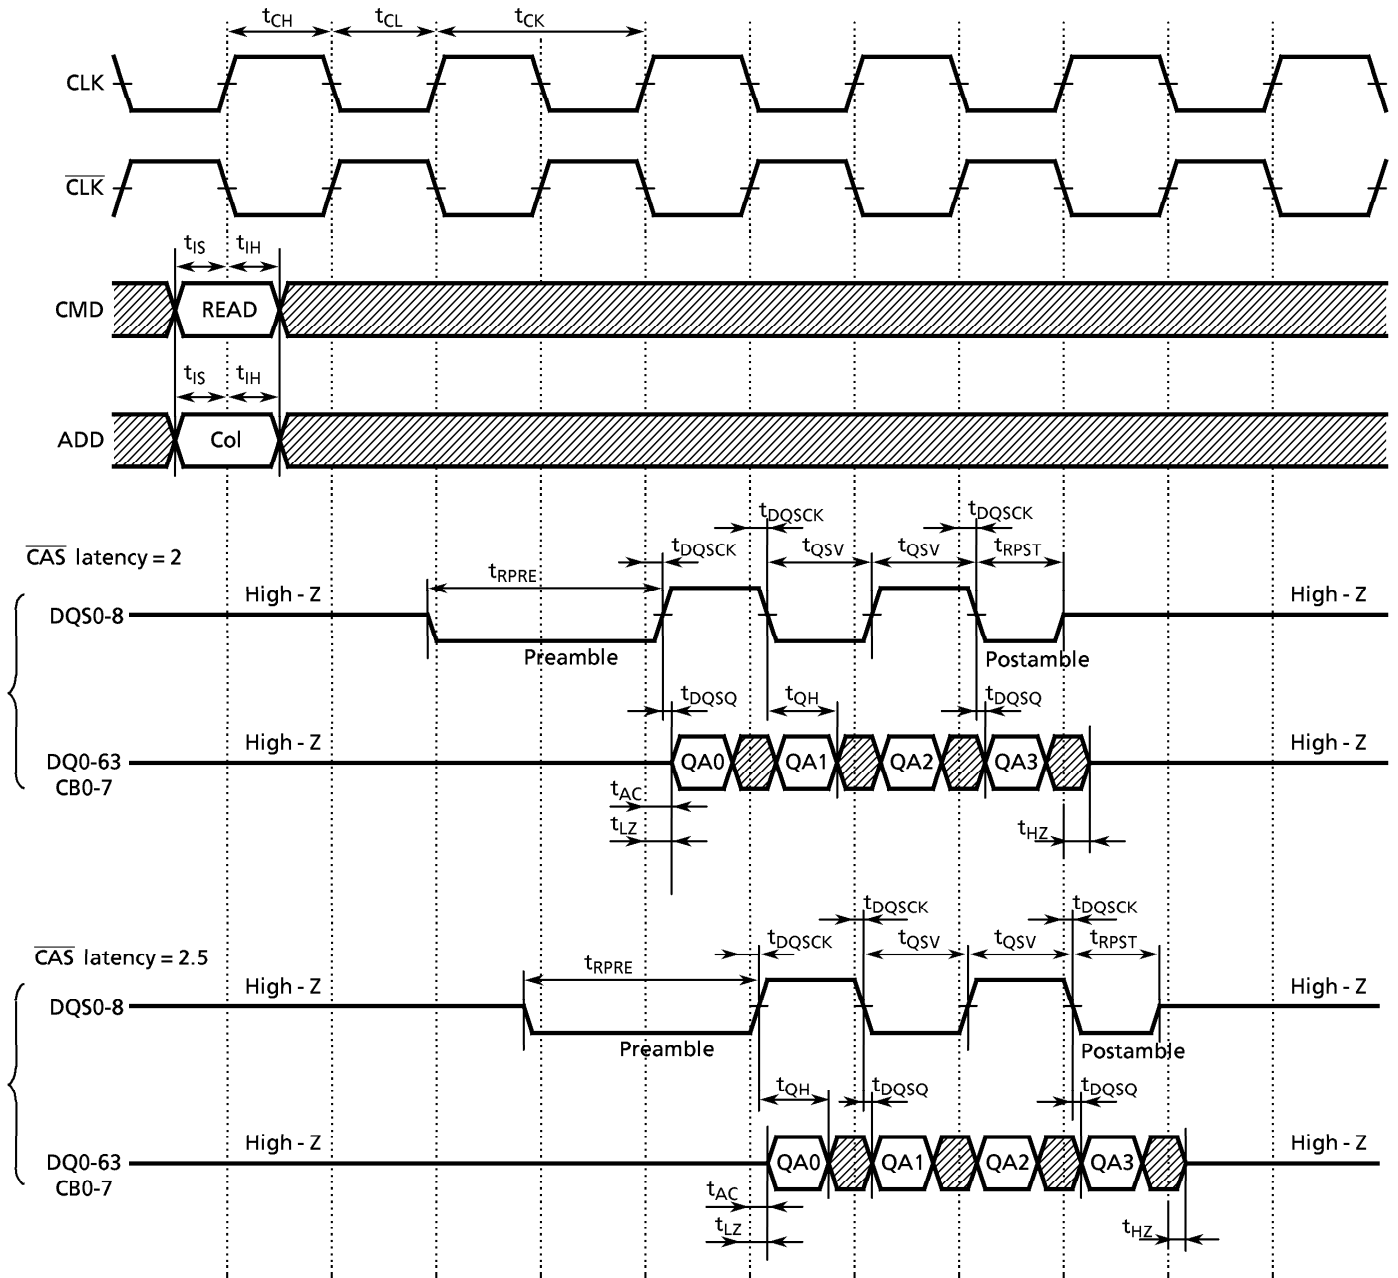 tCH tCL tCK
CLK
CLK
tIS tIH
CMD READ
tIS tIH
ADD Col
tDQSCK tDQSCK
CAS latency = 2 tDQSCK tQSV tQSV tRPST
tRPRE
High - Z High - Z
DQS0-8
Preamble Postamble
tDQSQ tQH tDQSQ
High - Z High - Z
DQ0-63 QA0 QA1 QA2 QA3
CB0-7
tAC
tLZ tHZ
tDQSCK tDQSCK
tDQSCK tQSV tQSV tRPST
CAS latency = 2.5 tRPRE
High - Z High - Z
DQS0-8
Preamble Postamble
tQH tDQSQ tDQSQ
High - Z High - Z
DQ0-63 QA0 QA1 QA2 QA3
CB0-7
tAC
tLZ tHZ